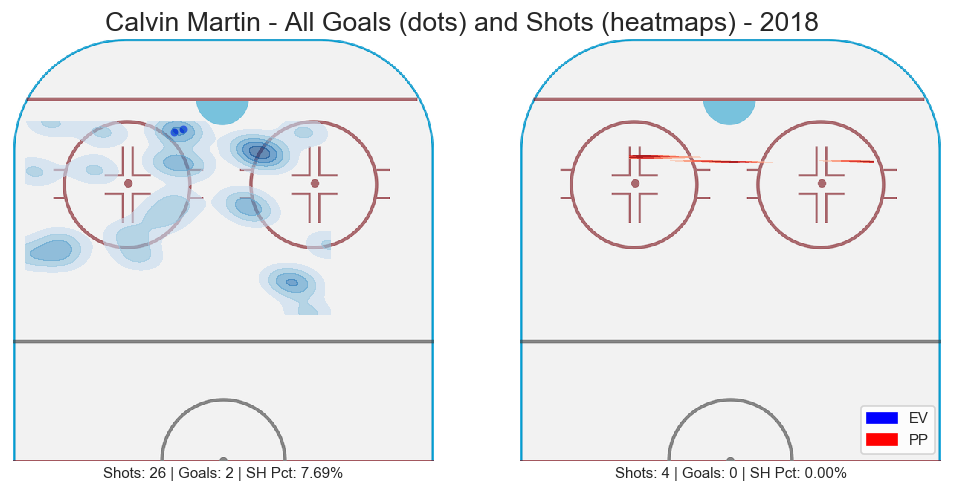 Calvin Martin - All Goals (dots) and Shots (heatmaps) - 2018
EV
PP
Shots: 26 | Goals: 2 | SH Pct: 7.69%
Shots: 4 | Goals: 0 | SH Pct: 0.00%